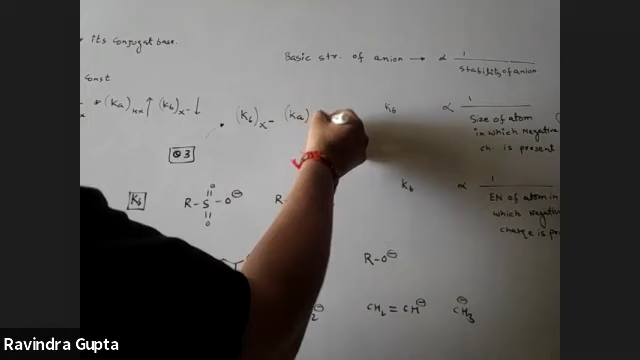 its conjugat base.
const
(Ka)HX ↑ (Kb)X− ↓
Basic str. of anion → α 1 / stability of anion
(Kb)X− (Ka)
Kb α 1 / Size of atom
in which Negative
ch. is present
Q3
Kb α 1 / EN of atom in
which Negative
charge is
Kb
R-S-O⊖
O
O
R-
R-O⊖
CH2=CH⊖
CH3⊖
Ravindra Gupta